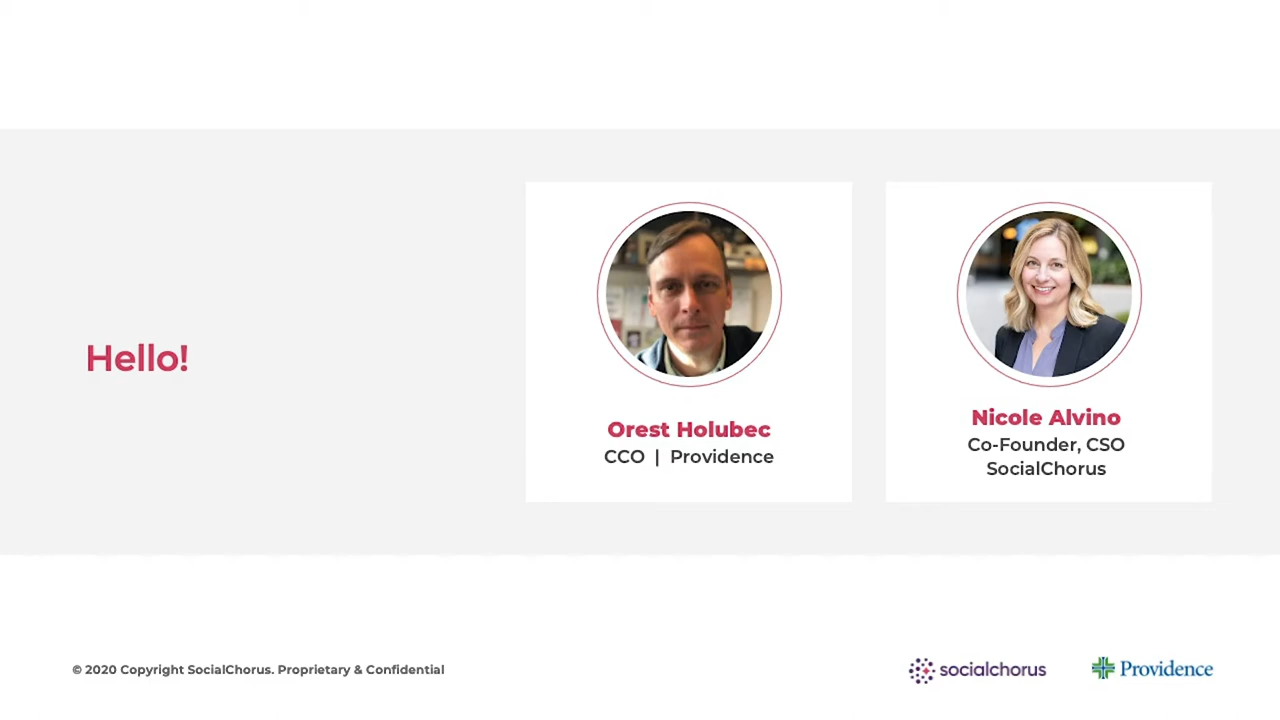 Hello!
Orest Holubec
CCO | Providence
Nicole Alvino
Co-Founder, CSO
SocialChorus
© 2020 Copyright SocialChorus. Proprietary & Confidential
socialchorus
Providence